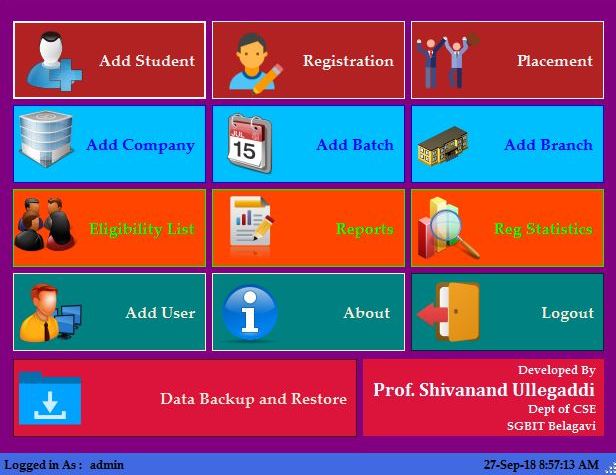 Add Student
Registration
Placement
Add Company
JUL
15
Add Batch
Add Branch
Eligibility List
Reports
Reg Statistics
Add User
About
Logout
Data Backup and Restore
Developed By
Prof. Shivanand Ullegaddi
Dept of CSE
SGBIT Belagavi
Logged in As : admin
27-Sep-18 8:57:13 AM